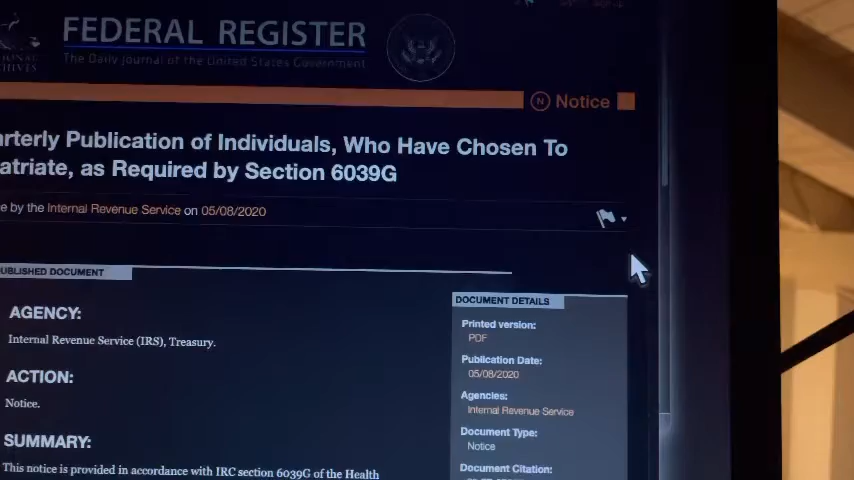 FEDERAL REGISTER
The Daily Journal of the United States Government
N Notice
Publication of Individuals, Who Have Chosen To
as Required by Section 6039G
by the Internal Revenue Service on 05/08/2020
DOCUMENT
AGENCY:
Internal Revenue Service (IRS), Treasury.
ACTION:
Notice.
SUMMARY:
This notice is provided in accordance with IRC section 6039G of the Health
DOCUMENT DETAILS
Printed version:
PDF
Publication Date:
05/08/2020
Agencies:
Internal Revenue Service
Document Type:
Notice
Document Citation: